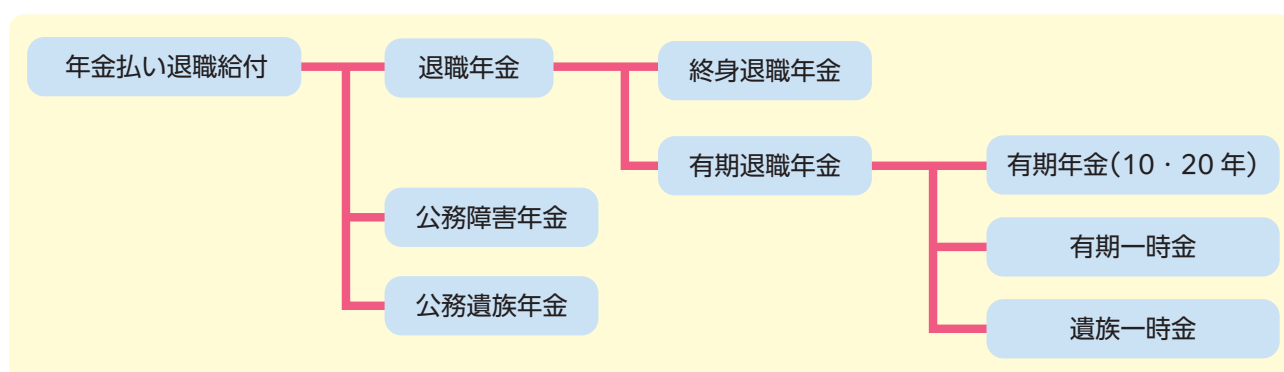 年金払い退職給付
退職年金
終身退職年金
有期退職年金
有期年金(10・20年)
有期一時金
遺族一時金
公務障害年金
公務遺族年金